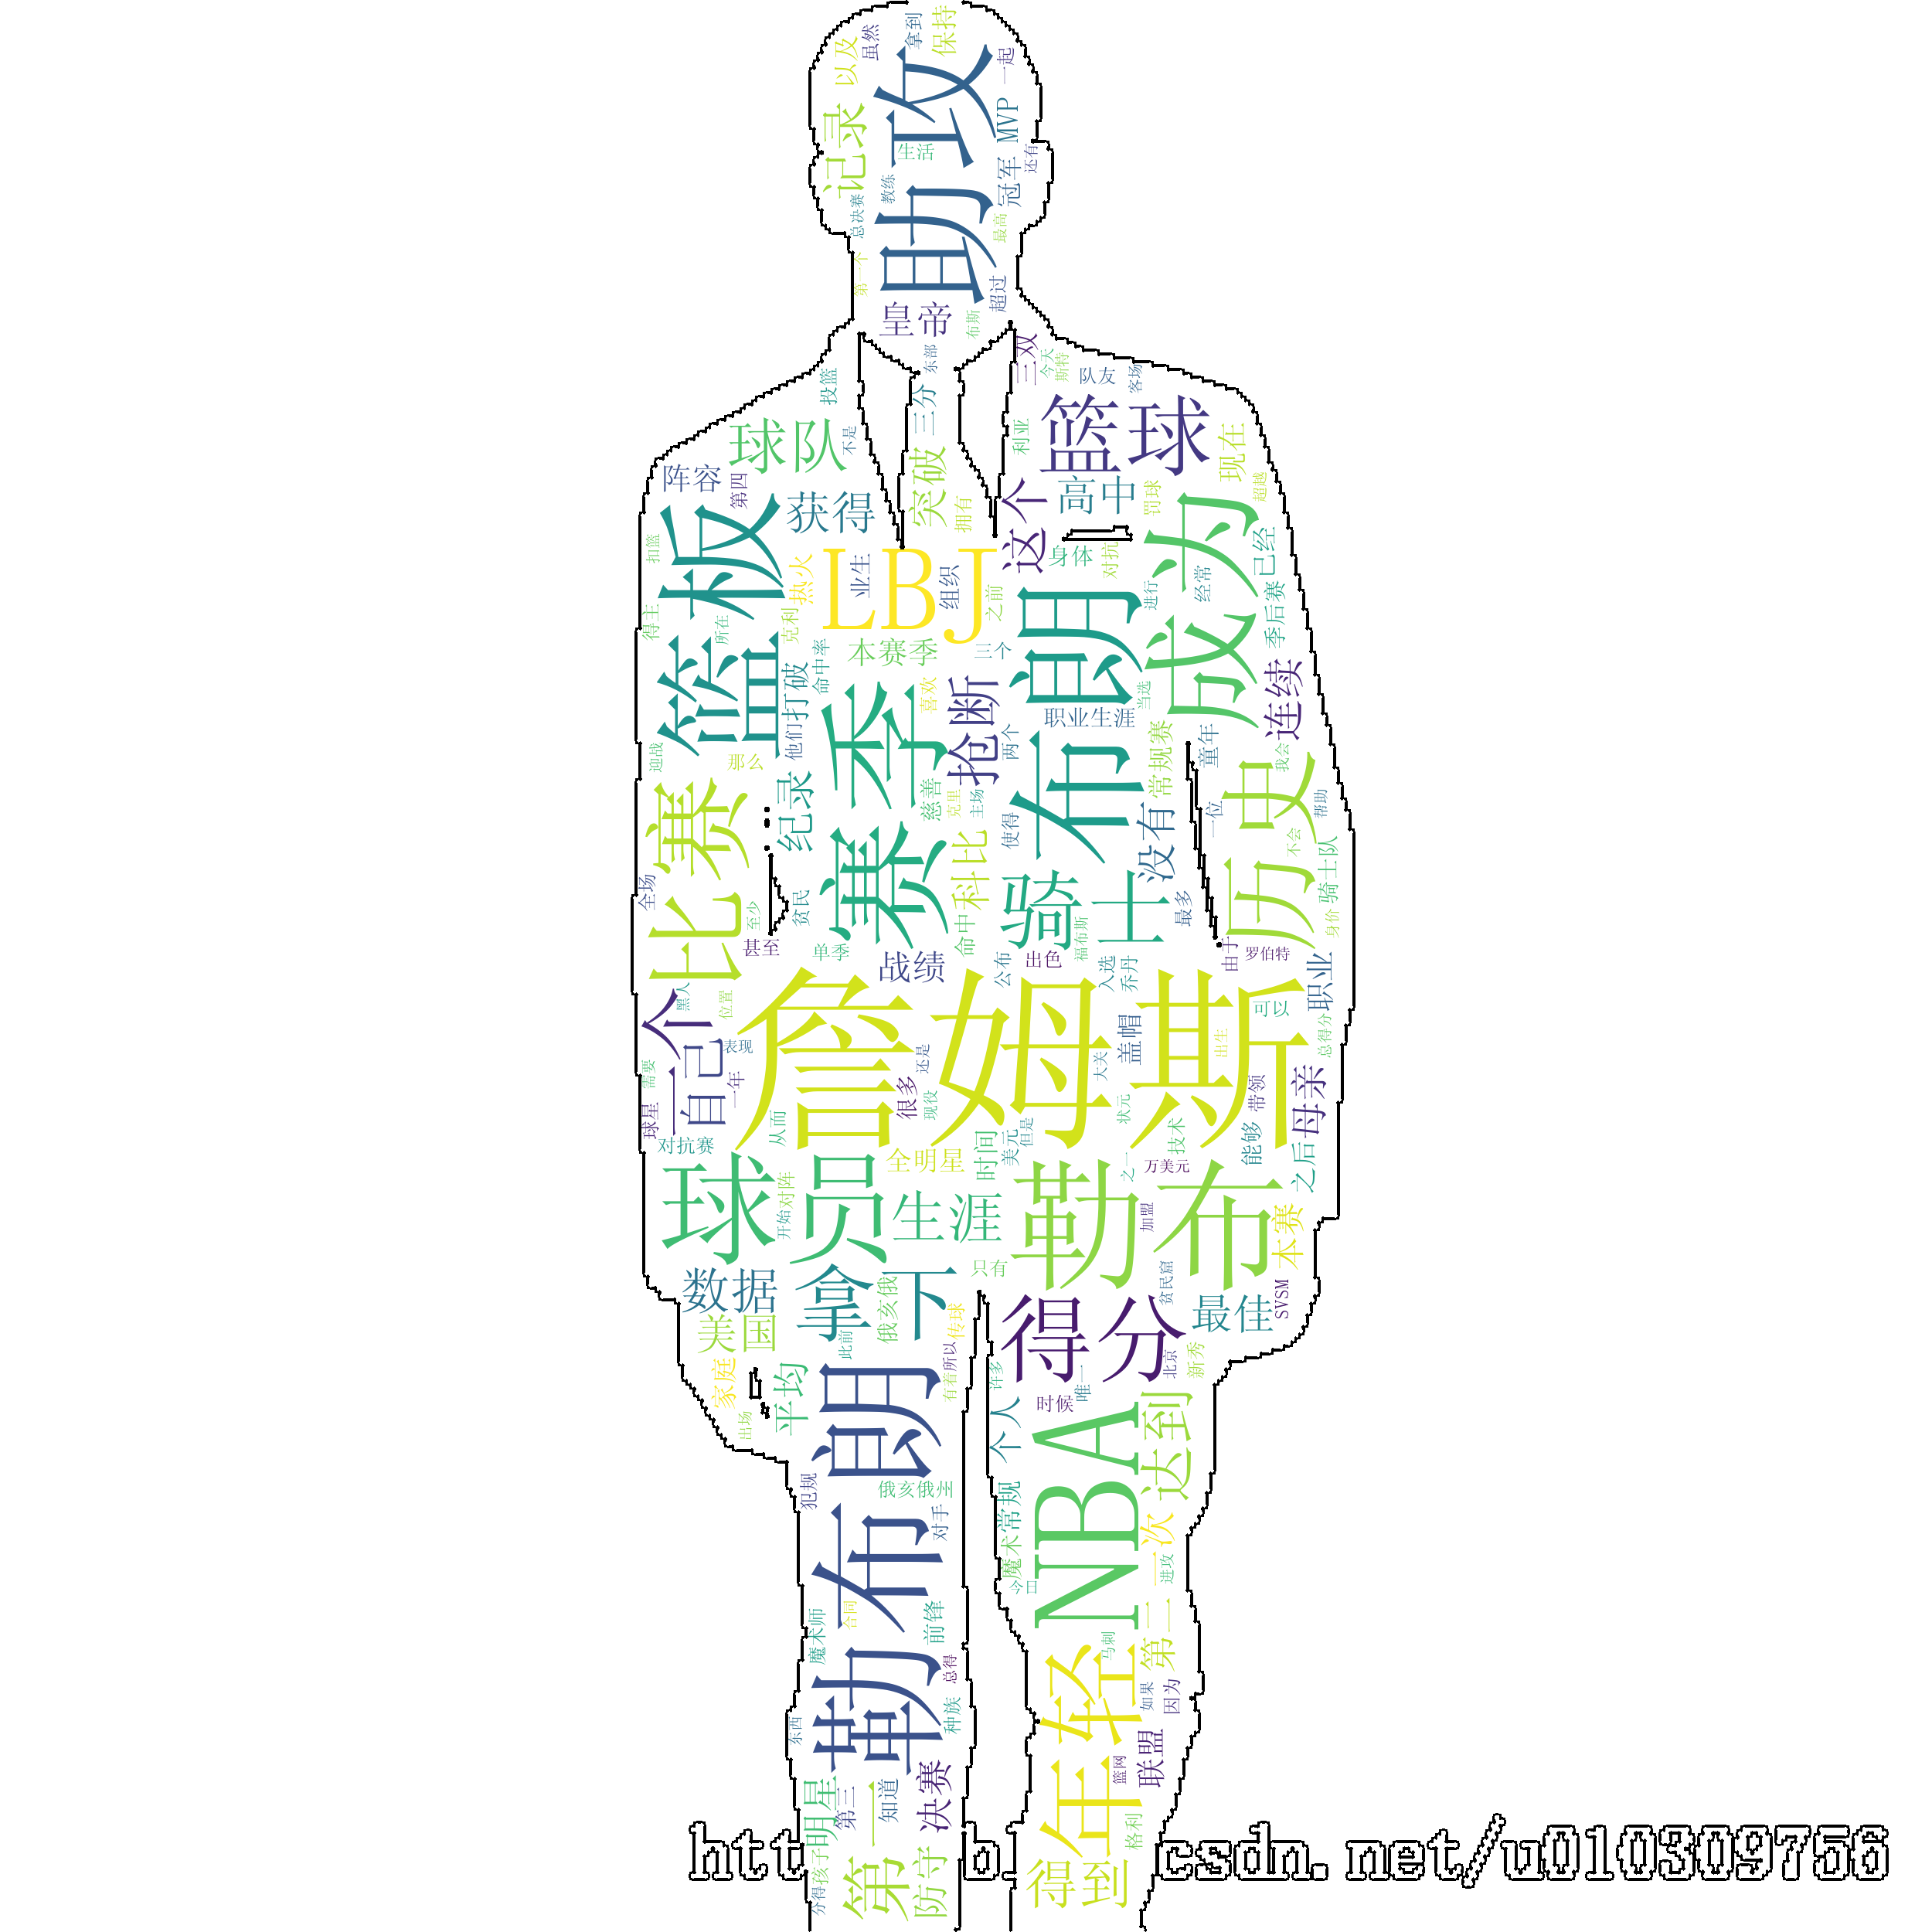 虽然
拿到
保持
以及
一起
助攻
记录
MVP
生活
还有
冠军
教练
总决赛
最高
第一个
超过
皇帝
布斯
三双
东部
今天
斯特
队友
客场
投篮
三分
篮球
球队
不是
利亚
现在
阵容
第四
获得
突破
拥有
这个
高中
罚球
超越
篮板
扣篮
LBJ
热火
业生
组织
之前
身体
对抗
成为
已经
经常
进行
布朗
季后赛
得主
所在
克利
本赛季
三个
命中率
他们
打破
赛季
喜欢
抢断
当选
连续
职业生涯
两个
常规赛
童年
迎战
那么
纪录
慈善
克里
主场
使得
没有
一位
历史
我会
帮助
不会
比赛
科比
骑士
骑士队
全场
至少
贫民
甚至
单季
命中
战绩
公布
出色
福布斯
最多
由于
罗伯特
身价
入选
乔丹
职业
一个
黑人
位置
詹姆斯
可以
盖帽
出生
总得分
自己
表现
还是
大关
需要
一年
很多
现役
状元
带领
母亲
球星
从而
对抗赛
全明星
时间
美元
但是
技术
能够
之后
球员
开始
对阵
生涯
勒布
之一
万美元
加盟
本赛
数据
拿下
俄亥俄
只有
贫民窟
SVSM
美国
此前
传球
得分
最佳
家庭
平均
出场
有着
所以
许多
唯一
北京
新秀
勒布朗
个人
时候
NBA
达到
犯规
俄亥俄州
对手
常规
魔术
今日
二次
进攻
魔术师
合同
前锋
年轻
马刺
第二
总得
种族
如果
因为
东西
决赛
篮网
联盟
明星
第三
知道
第一
孩子
分得
防守
得到
格利
htt bl csdn.net/u010309756